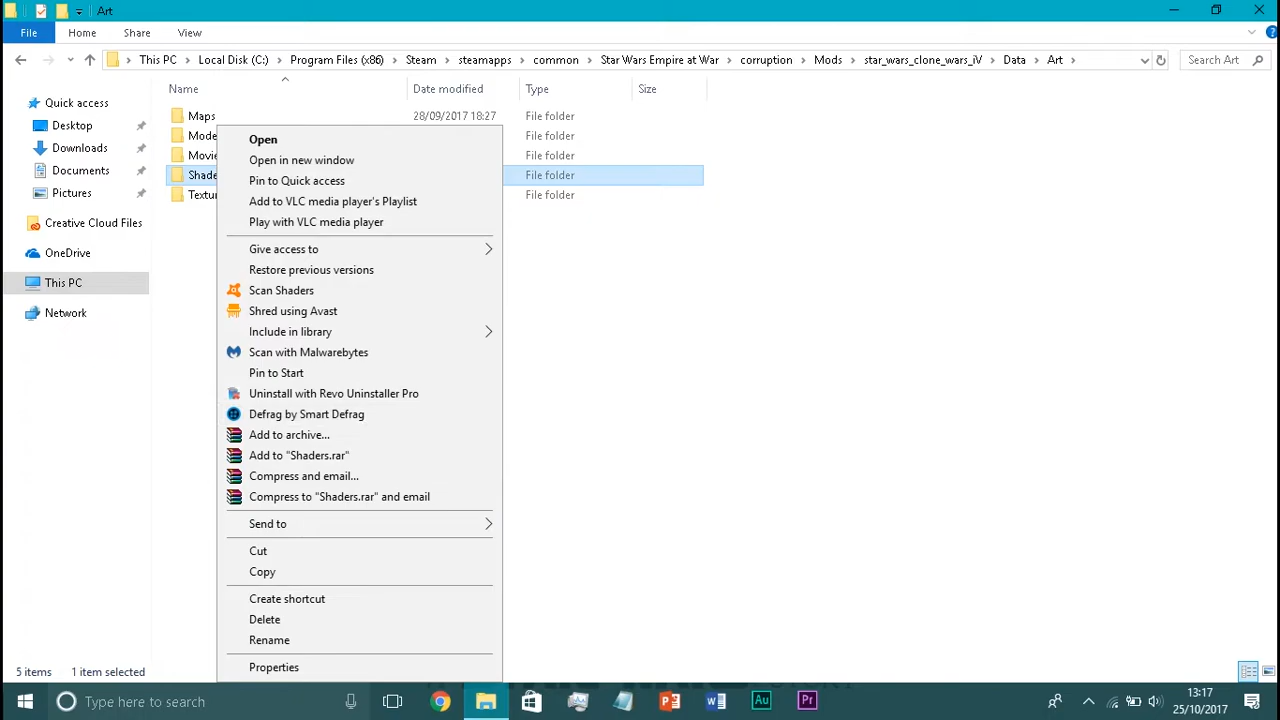 Art
File
Home
Share
View
This PC
Local Disk (C:)
Program Files (x86)
Steam
steamapps
common
Star Wars Empire at War
corruption
Mods
star_wars_clone_wars_iV
Data
Art
Search Art
Name
Date modified
Type
Size
Quick access
Desktop
Downloads
Documents
Pictures
Creative Cloud Files
OneDrive
This PC
Network
Maps
28/09/2017 18:27
File folder
Mode
File folder
Movie
File folder
Shade
File folder
Textur
File folder
Open
Open in new window
Pin to Quick access
Add to VLC media player's Playlist
Play with VLC media player
Give access to
Restore previous versions
Scan Shaders
Shred using Avast
Include in library
Scan with Malwarebytes
Pin to Start
Uninstall with Revo Uninstaller Pro
Defrag by Smart Defrag
Add to archive...
Add to "Shaders.rar"
Compress and email...
Compress to "Shaders.rar" and email
Send to
Cut
Copy
Create shortcut
Delete
Rename
Properties
5 items
1 item selected
Type here to search
Au
Pr
13:17
25/10/2017